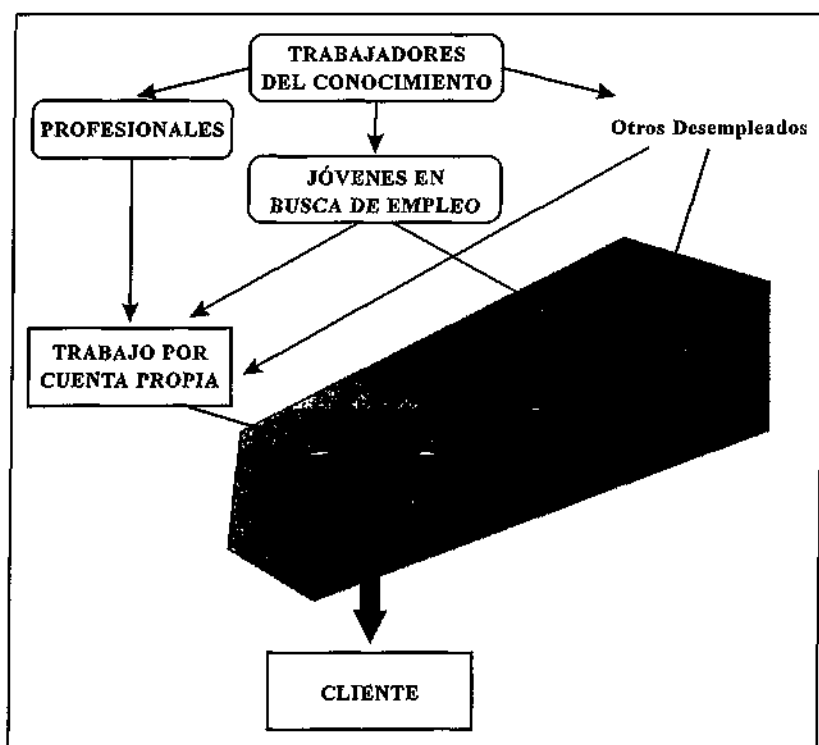 TRABAJADORES
DEL CONOCIMIENTO
PROFESIONALES
Otros Desempleados
JÓVENES EN
BUSCA DE EMPLEO
TRABAJO POR
CUENTA PROPIA
CLIENTE